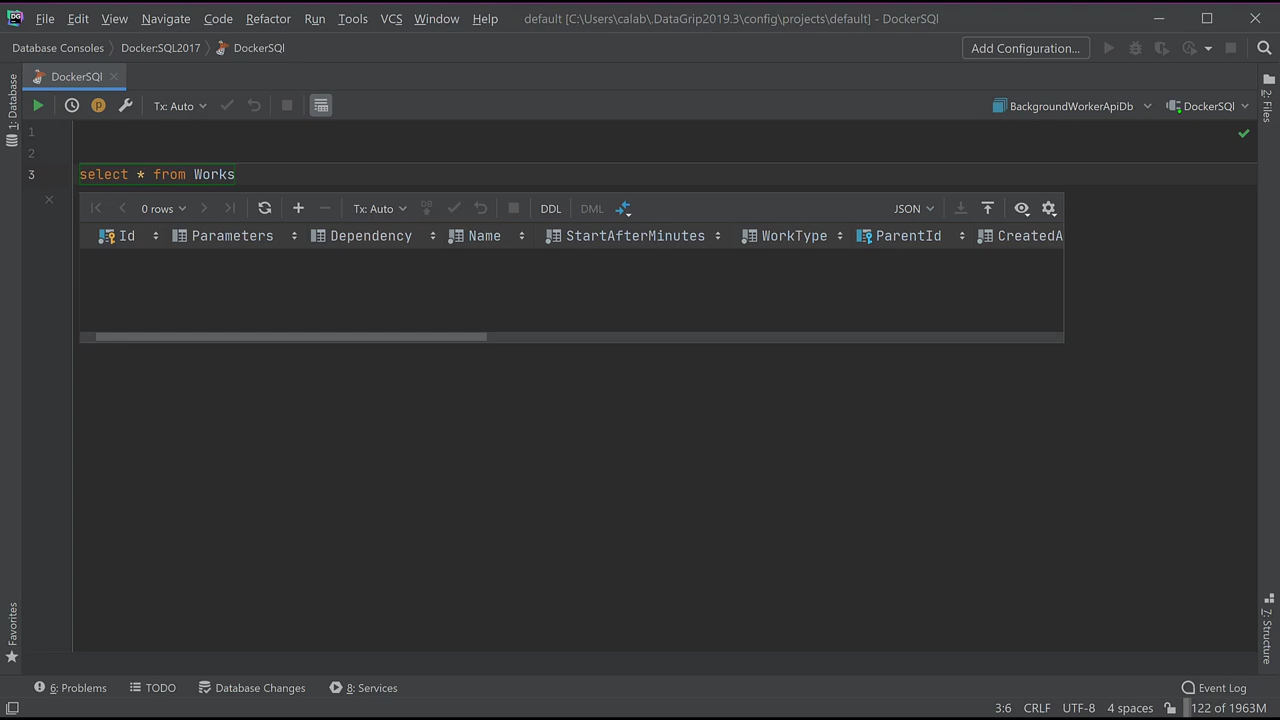 DG File Edit View Navigate Code Refactor Run Tools VCS Window Help default [C:\Users\calab\.DataGrip2019.3\config\projects\default] - DockerSQl
Database Consoles Docker:SQL2017 DockerSQl Add Configuration...
DockerSQl
p Tx: Auto BackgroundWorkerApiDb DockerSQl
1
2
3 select * from Works
0 rows Tx: Auto DB DDL DML JSON
Id Parameters Dependency Name StartAfterMinutes WorkType ParentId CreatedA
1: Database
Favorites
2: Files
7: Structure
6: Problems TODO Database Changes 8: Services Event Log
3:6 CRLF UTF-8 4 spaces 122 of 1963M